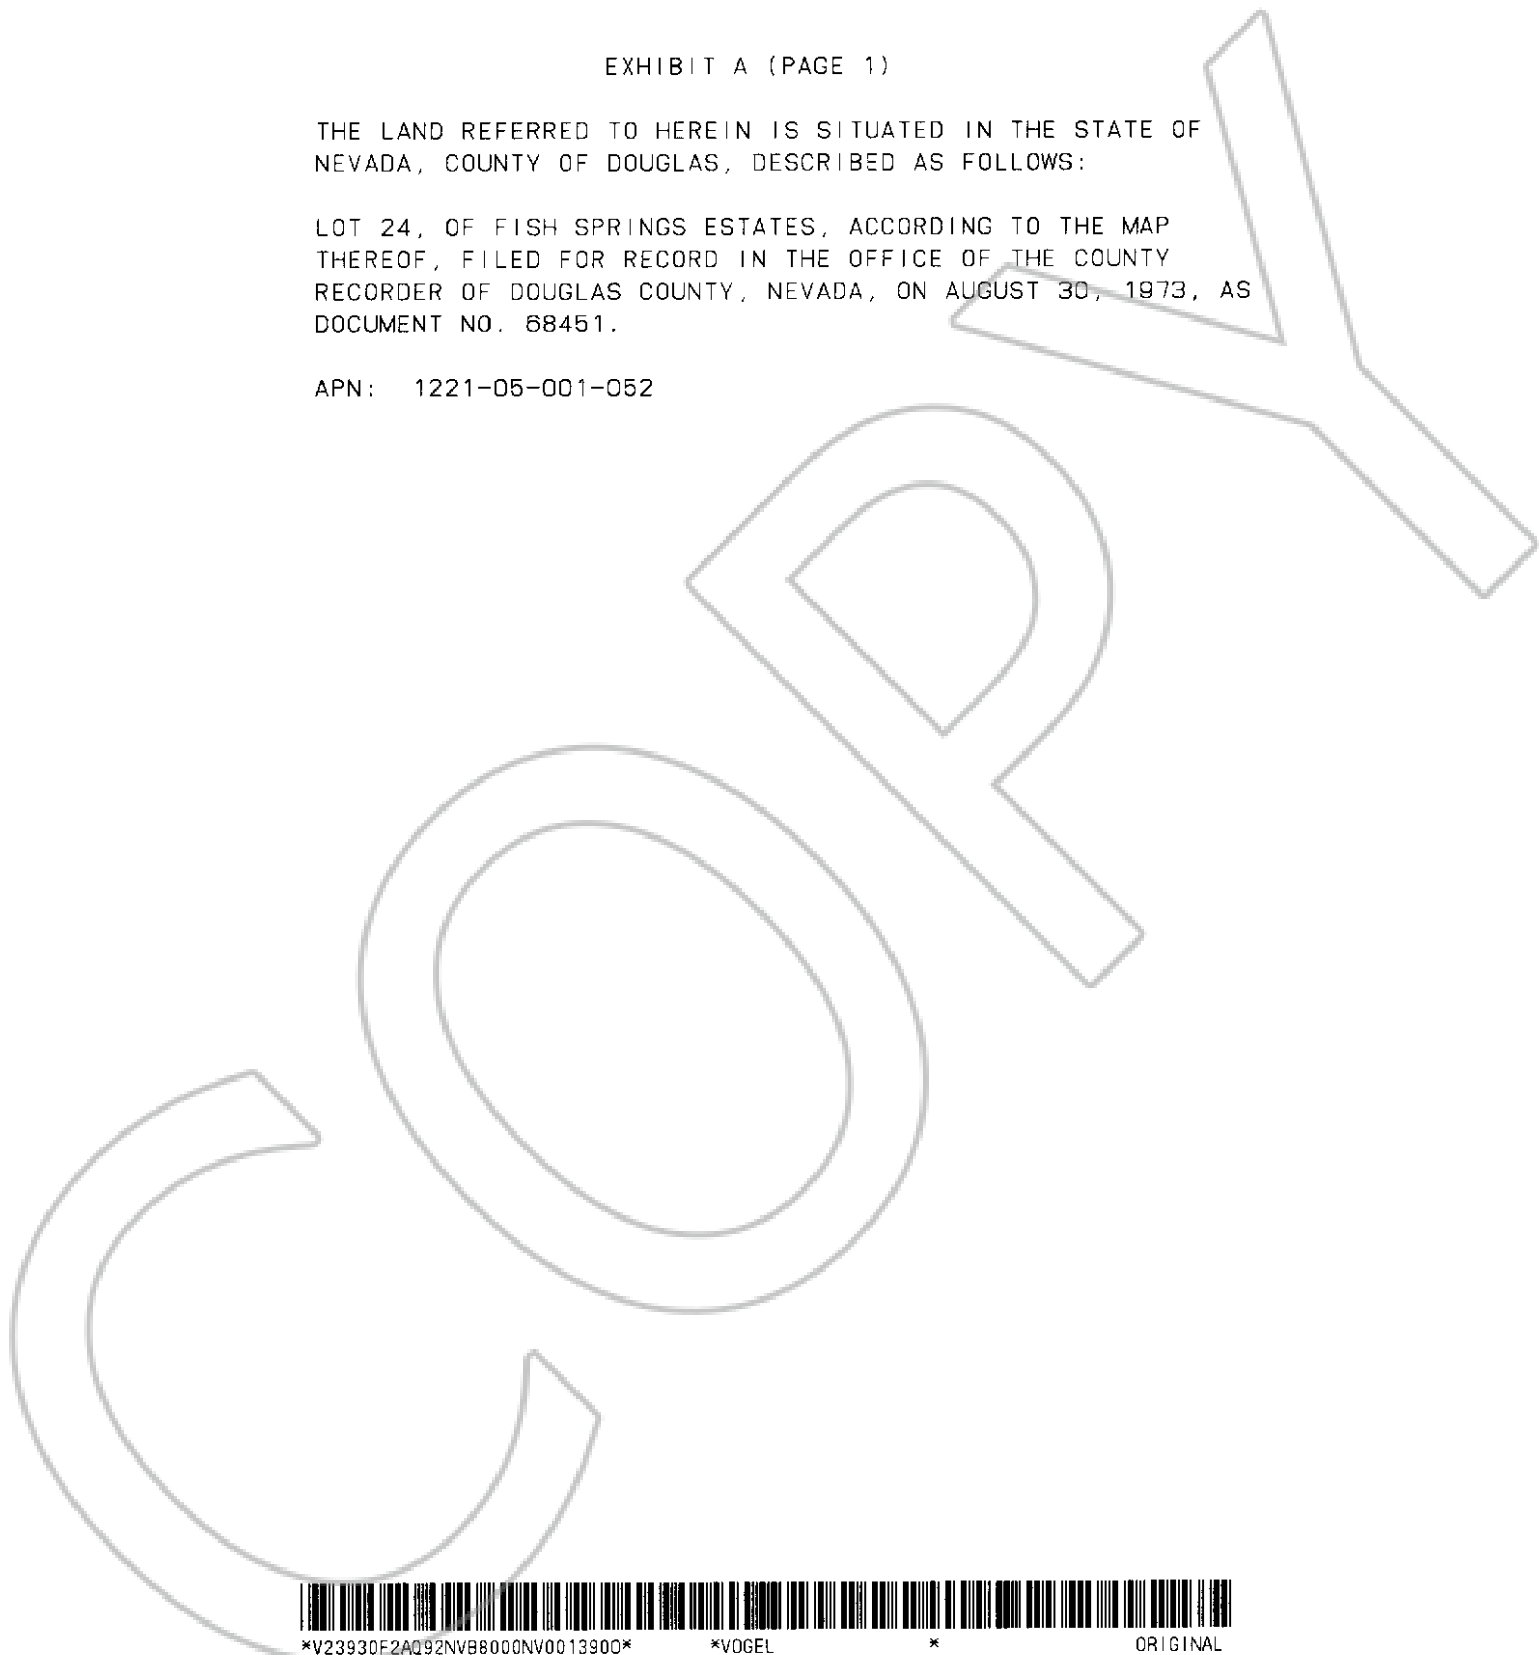 EXHIBIT A (PAGE 1)
THE LAND REFERRED TO HEREIN IS SITUATED IN THE STATE OF
NEVADA, COUNTY OF DOUGLAS, DESCRIBED AS FOLLOWS:
LOT 24, OF FISH SPRINGS ESTATES, ACCORDING TO THE MAP
THEREOF, FILED FOR RECORD IN THE OFFICE OF THE COUNTY
RECORDER OF DOUGLAS COUNTY, NEVADA, ON AUGUST 30, 1973, AS
DOCUMENT NO. 68451.
APN: 1221-05-001-052
COPY
*V23930F2AQ92NVB8000NV0013900* *VOGEL * ORIGINAL